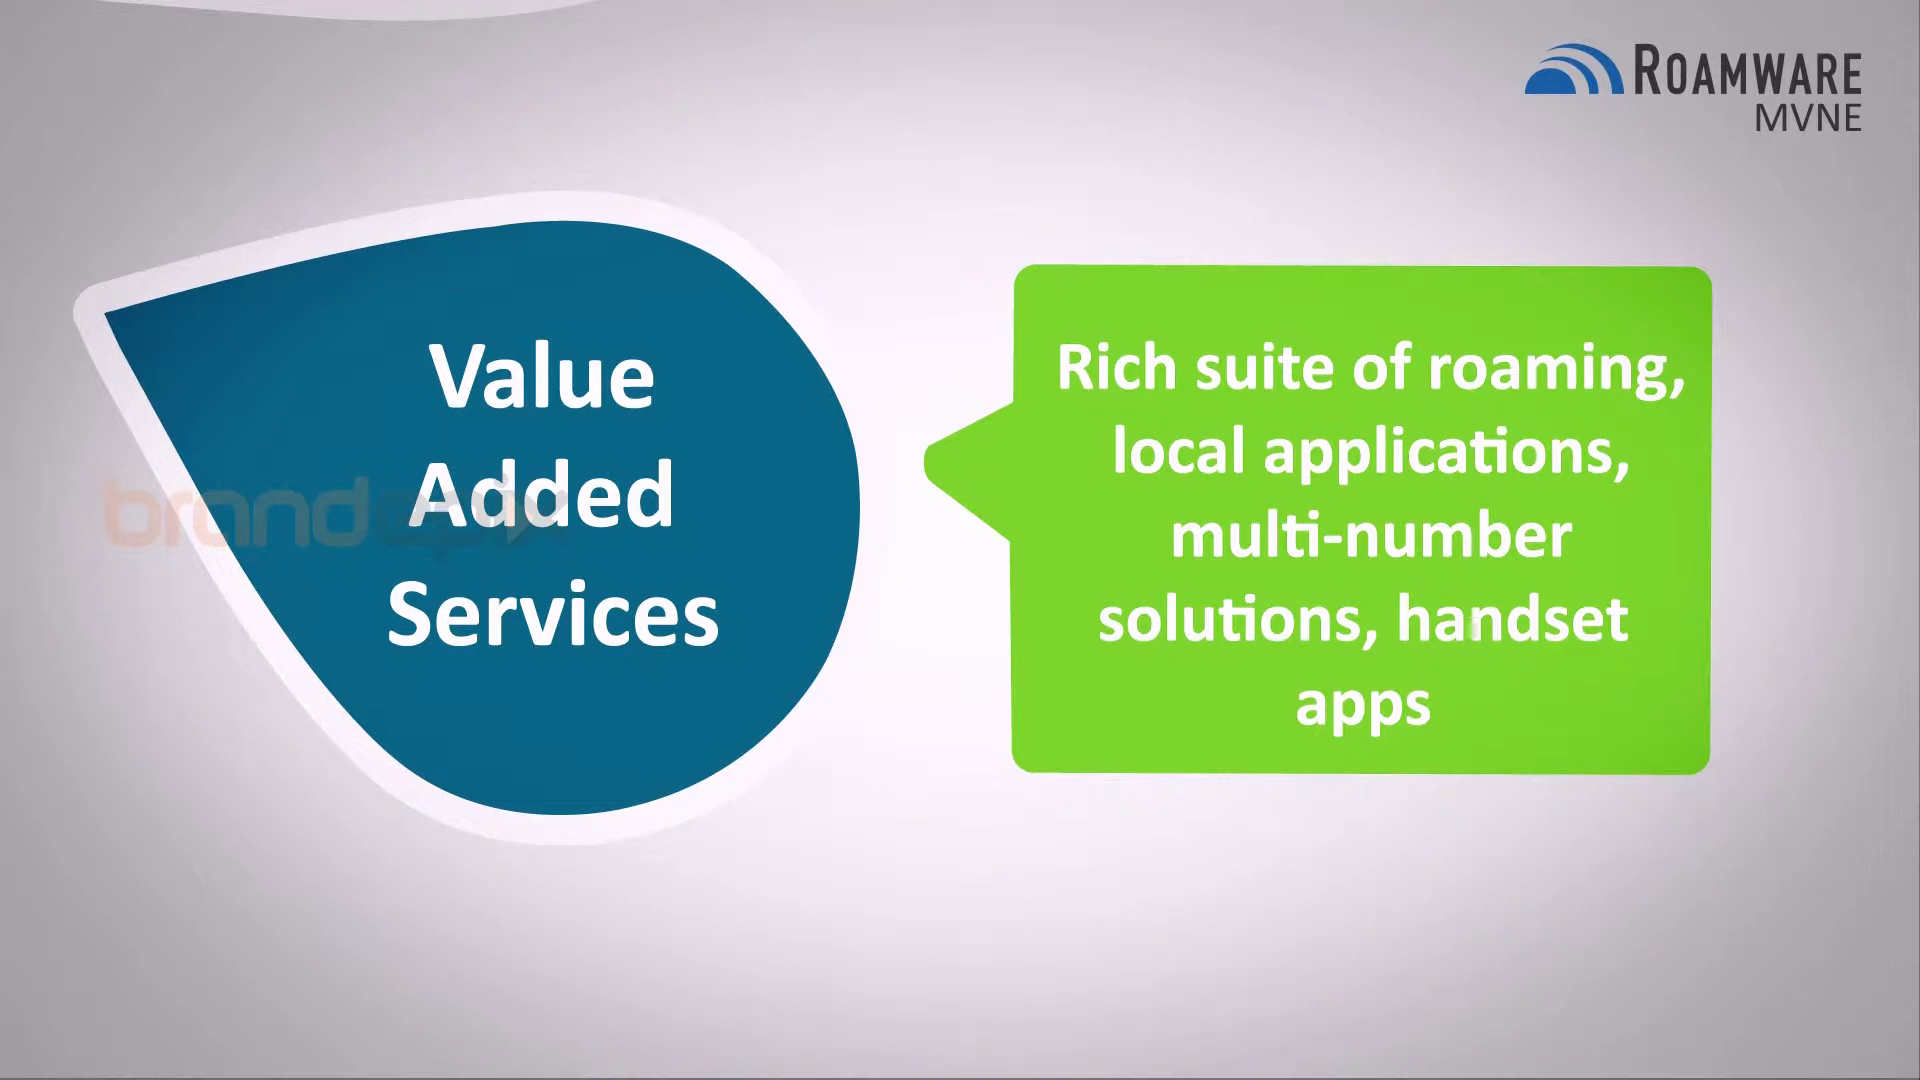 ROAMWARE
MVNE
Value
Added
Services
Rich suite of roaming,
local applications,
multi-number
solutions, handset
apps